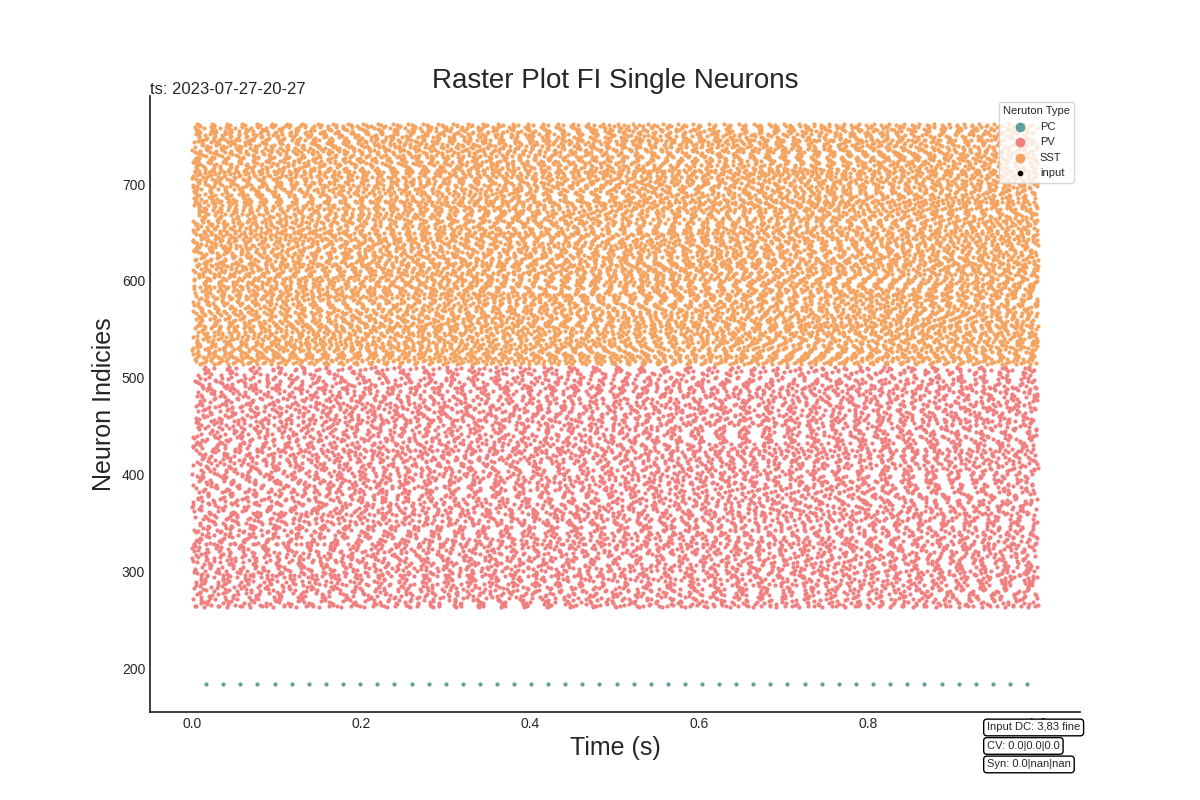 Raster Plot FI Single Neurons
ts: 2023-07-27-20-27
Neruton Type
PC
PV
SST
input
700
600
500
400
300
200
Neuron Indicies
0.0 0.2 0.4 0.6 0.8
Time (s)
Input DC: 3,83 fine
CV: 0.0|0.0|0.0
Syn: 0.0|nan|nan